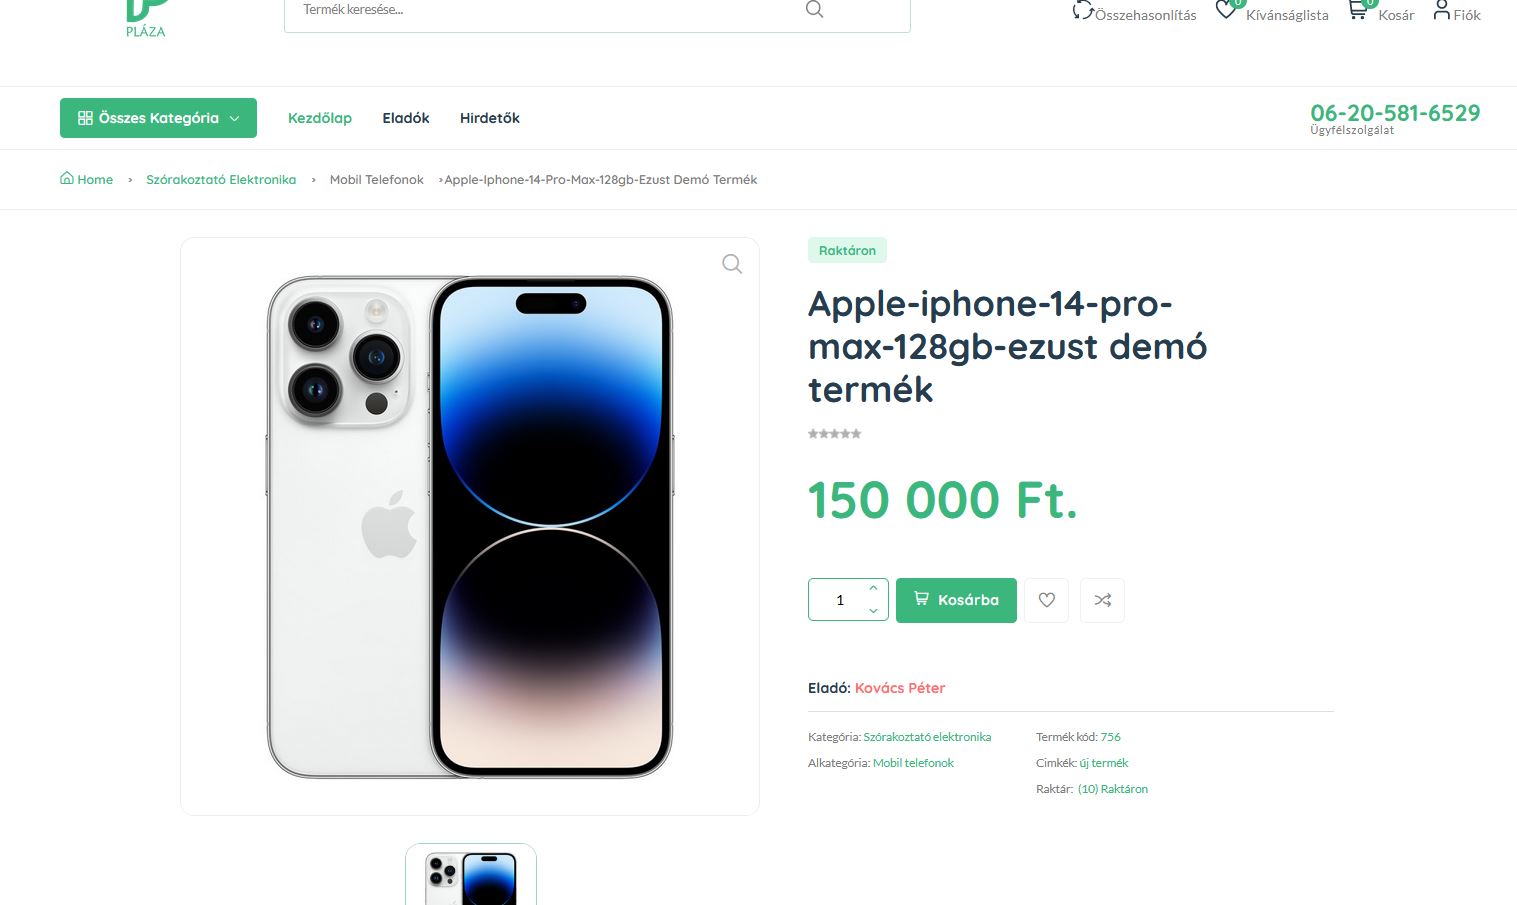 PLÁZA
Termék keresése...
0
Összehasonlítás
0
Kívánságlista
0
Kosár
Fiók
Összes Kategória
Kezdőlap
Eladók
Hirdetők
06-20-581-6529
Ügyfélszolgálat
Home › Szórakoztató Elektronika › Mobil Telefonok ›Apple-Iphone-14-Pro-Max-128gb-Ezust Demó Termék
Raktáron
Apple-iphone-14-pro-
max-128gb-ezust demó
termék
150 000 Ft.
1
Kosárba
Eladó: Kovács Péter
Kategória: Szórakoztató elektronika
Alkategória: Mobil telefonok
Termék kód: 756
Cimkék: új termék
Raktár: (10) Raktáron